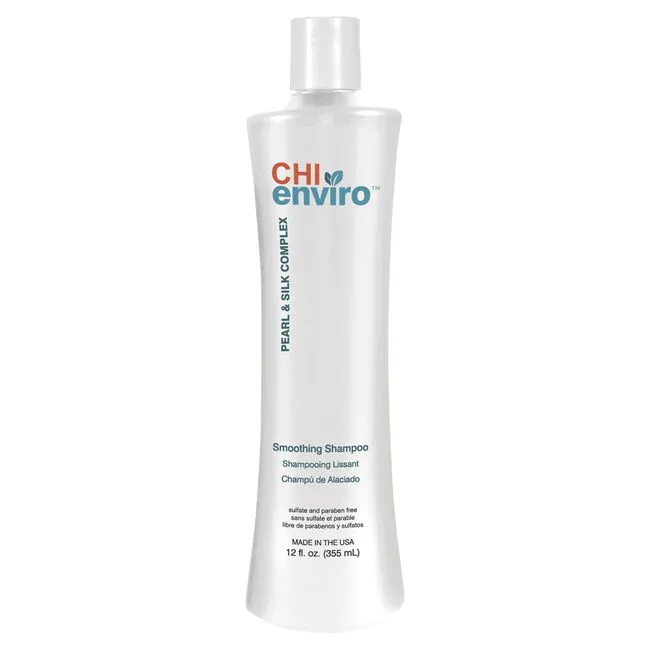 CHI
enviro™
PEARL & SILK COMPLEX
Smoothing Shampoo
Shampooing Lissant
Champú de Alaciado
sulfate and paraben free
sans sulfate et parable
libre de parabenos y sulfatos
MADE IN THE USA
12 fl. oz. (355 mL)